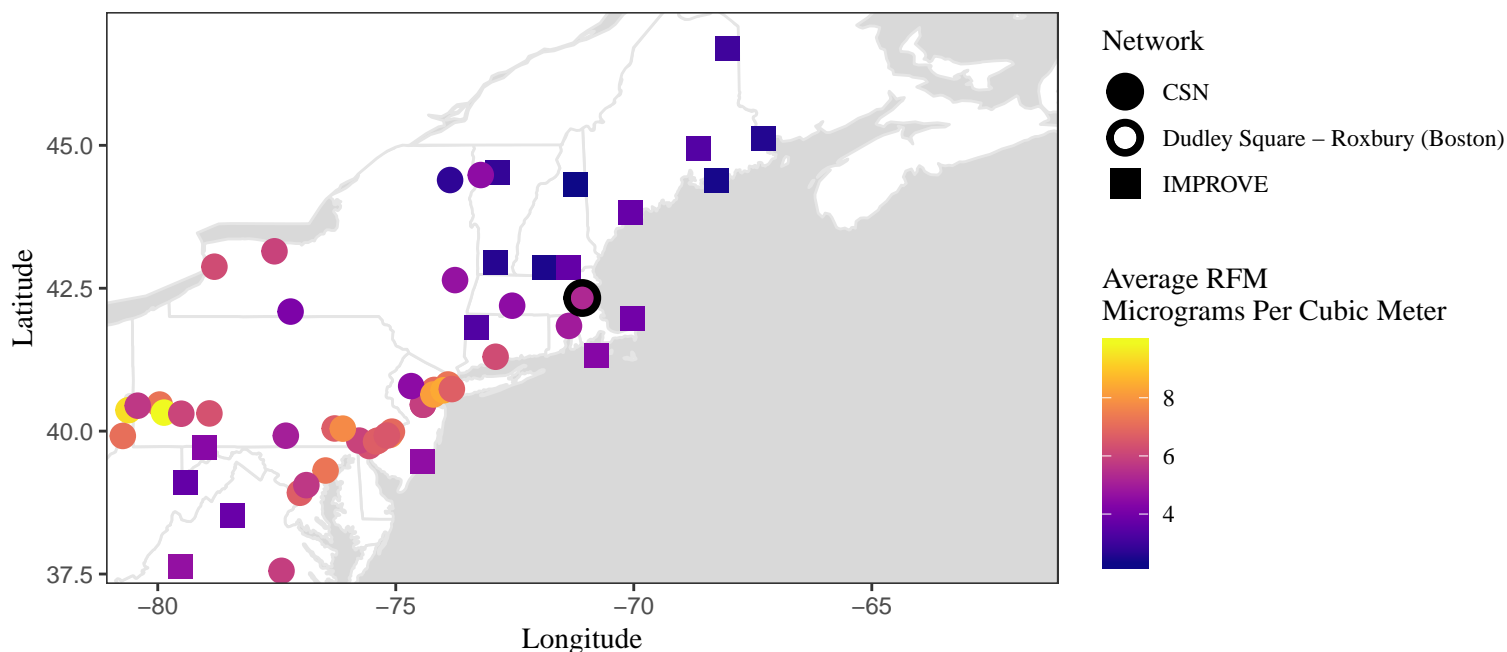 45.0
42.5
40.0
37.5
Latitude
−80
−75
−70
−65
Longitude
Network
CSN
Dudley Square – Roxbury (Boston)
IMPROVE
Average RFM
Micrograms Per Cubic Meter
8
6
4